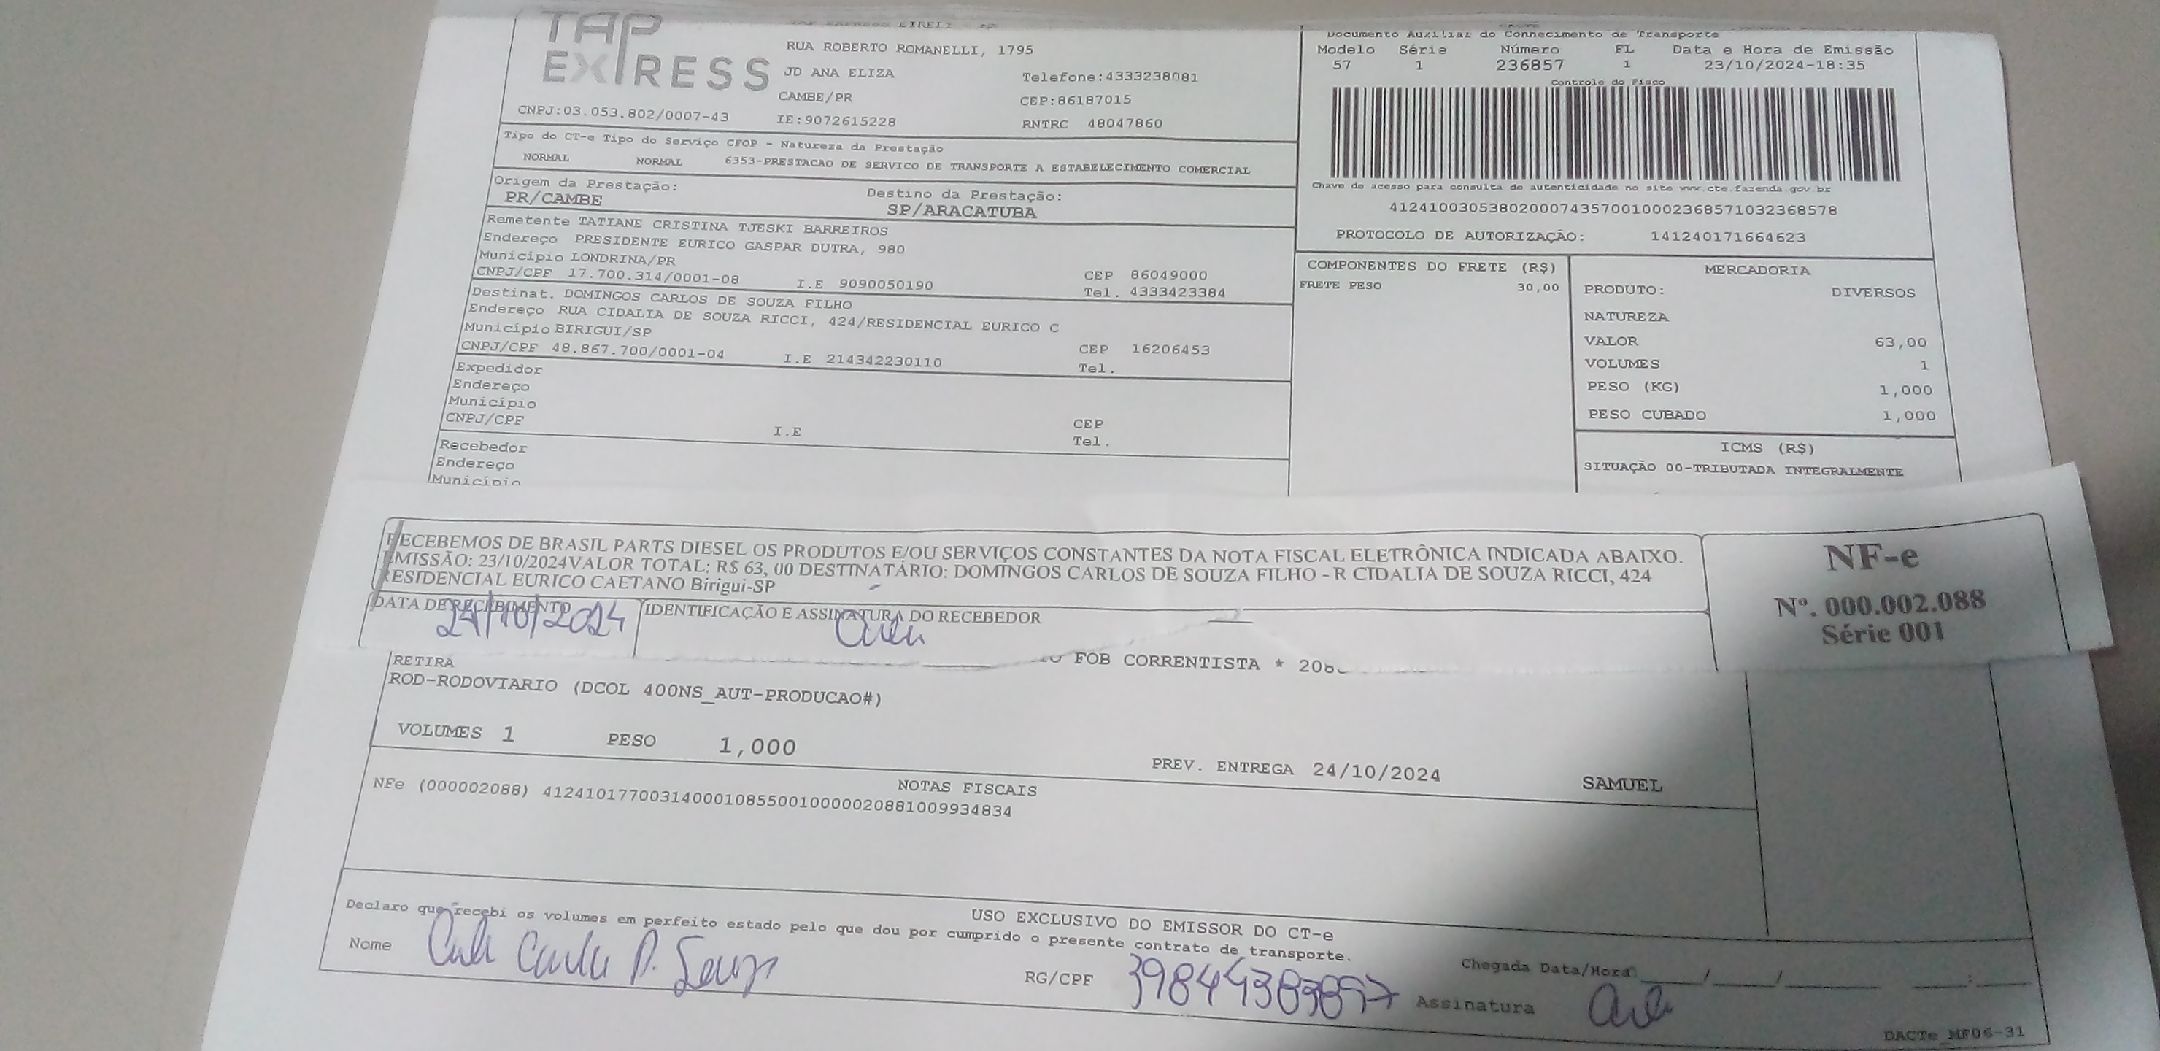 TAP EXPRESS
RUA ROBERTO ROMANELLI, 1795
JD ANA ELIZA
Telefone:4333238081
CAMBE/PR
CEP:86187015
CNPJ:03.053.802/0007-43
IE:9072615228
RNTRC 48047860
Tipo do CT-e Tipo do Serviço CFOP - Natureza da Prestação
NORMAL NORMAL 6353-PRESTACAO DE SERVICO DE TRANSPORTE A ESTABELECIMENTO COMERCIAL
Origem da Prestação: Destino da Prestação:
PR/CAMBE SP/ARACATUBA
Remetente TATIANE CRISTINA TJESKI BARREIROS
Endereço PRESIDENTE EURICO GASPAR DUTRA, 980
Município LONDRINA/PR
CEP 86049000
CNPJ/CPF 17.700.314/0001-08 I.E 9090050190 Tel. 4333423384
Destinat. DOMINGOS CARLOS DE SOUZA FILHO
Endereço RUA CIDALIA DE SOUZA RICCI, 424/RESIDENCIAL EURICO C
Município BIRIGUI/SP
CEP 16206453
CNPJ/CPF 48.867.700/0001-04 I.E 214342230110 Tel.
Expedidor
Endereço
Município
CEP
CNPJ/CPF I.E Tel.
Recebedor
Endereço
Município
Documento Auxiliar do Conhecimento de Transporte
Modelo Série Número FL Data e Hora de Emissão
57 1 236857 1 23/10/2024-18:35
Controle do Fisco
Chave de acesso para consulta de autenticidade no site www.cte.fazenda.gov.br
41241003053802000743570010002368571032368578
PROTOCOLO DE AUTORIZAÇÃO: 141240171664623
COMPONENTES DO FRETE (R$)
FRETE PESO 30,00
MERCADORIA
PRODUTO: DIVERSOS
NATUREZA
VALOR 63,00
VOLUMES 1
PESO (KG) 1,000
PESO CUBADO 1,000
ICMS (R$)
SITUAÇÃO 00-TRIBUTADA INTEGRALMENTE
RECEBEMOS DE BRASIL PARTS DIESEL OS PRODUTOS E/OU SERVIÇOS CONSTANTES DA NOTA FISCAL ELETRÔNICA INDICADA ABAIXO.
EMISSÃO: 23/10/2024VALOR TOTAL: R$ 63, 00 DESTINATÁRIO: DOMINGOS CARLOS DE SOUZA FILHO - R CIDALIA DE SOUZA RICCI, 424
RESIDENCIAL EURICO CAETANO Birigui-SP
DATA DE RECEBIMENTO IDENTIFICAÇÃO E ASSINATURA DO RECEBEDOR
24/10/2024
NF-e
Nº. 000.002.088
Série 001
FOB CORRENTISTA * 208
RETIRA
ROD-RODOVIARIO (DCOL 400NS_AUT-PRODUCAO#)
VOLUMES 1 PESO 1,000
PREV. ENTREGA 24/10/2024 SAMUEL
NOTAS FISCAIS
NFe (000002088) 41241017700314000108550010000020881009934834
USO EXCLUSIVO DO EMISSOR DO CT-e
Declaro que recebi os volumes em perfeito estado pelo que dou por cumprido o presente contrato de transporte.
Nome
RG/CPF
Chegada Data/Hora / / :
Assinatura
DACTe MF06-31